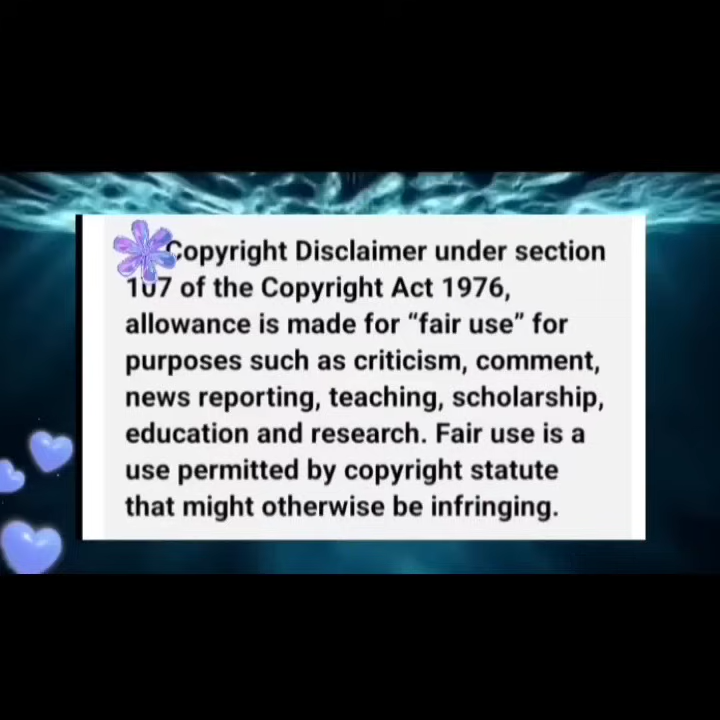 Copyright Disclaimer under section
107 of the Copyright Act 1976,
allowance is made for “fair use” for
purposes such as criticism, comment,
news reporting, teaching, scholarship,
education and research. Fair use is a
use permitted by copyright statute
that might otherwise be infringing.